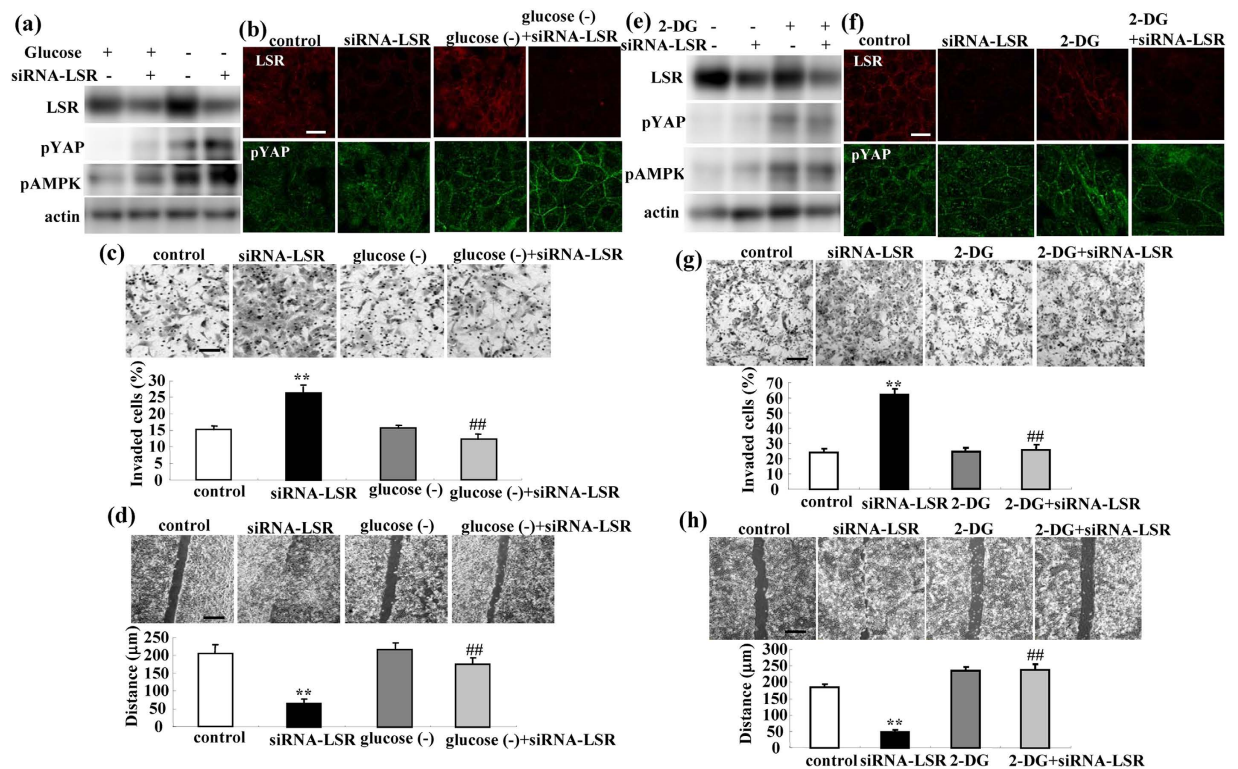 (a)
Glucose + + - -
siRNA-LSR - + - +
LSR
pYAP
pAMPK
actin
(b)
glucose (-)
control siRNA-LSR glucose (-) +siRNA-LSR
LSR
pYAP
(c)
control siRNA-LSR glucose (-) glucose (-)+siRNA-LSR
Invaded cells (%)
30
25
20
15
10
5
0
**
##
control siRNA-LSR glucose (-) glucose (-)+siRNA-LSR
(d)
control siRNA-LSR glucose (-) glucose (-)+siRNA-LSR
Distance (µm)
250
200
150
100
50
0
**
##
control siRNA-LSR glucose (-) glucose (-)+siRNA-LSR
(e)
2-DG - - + +
siRNA-LSR - + - +
LSR
pYAP
pAMPK
actin
(f)
2-DG
control siRNA-LSR 2-DG +siRNA-LSR
LSR
pYAP
(g)
control siRNA-LSR 2-DG 2-DG+siRNA-LSR
Invaded cells (%)
70
60
50
40
30
20
10
0
**
##
control siRNA-LSR 2-DG 2-DG+siRNA-LSR
(h)
control siRNA-LSR 2-DG 2-DG+siRNA-LSR
Distance (µm)
300
250
200
150
100
50
0
**
##
control siRNA-LSR 2-DG 2-DG+siRNA-LSR